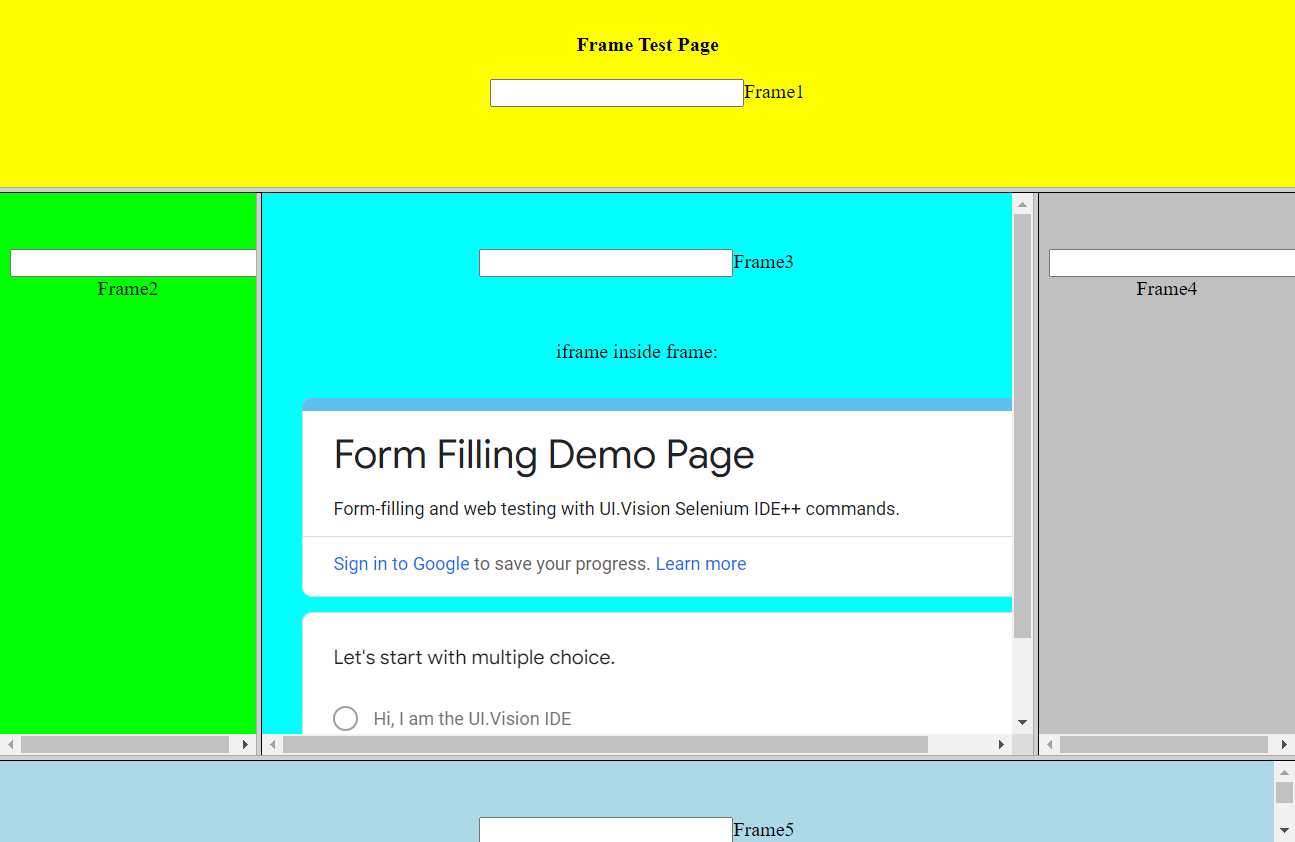 Frame Test Page
Frame1
Frame2
Frame3
iframe inside frame:
Form Filling Demo Page
Form-filling and web testing with UI.Vision Selenium IDE++ commands.
Sign in to Google to save your progress. Learn more
Let's start with multiple choice.
Hi, I am the UI.Vision IDE
Frame4
Frame5